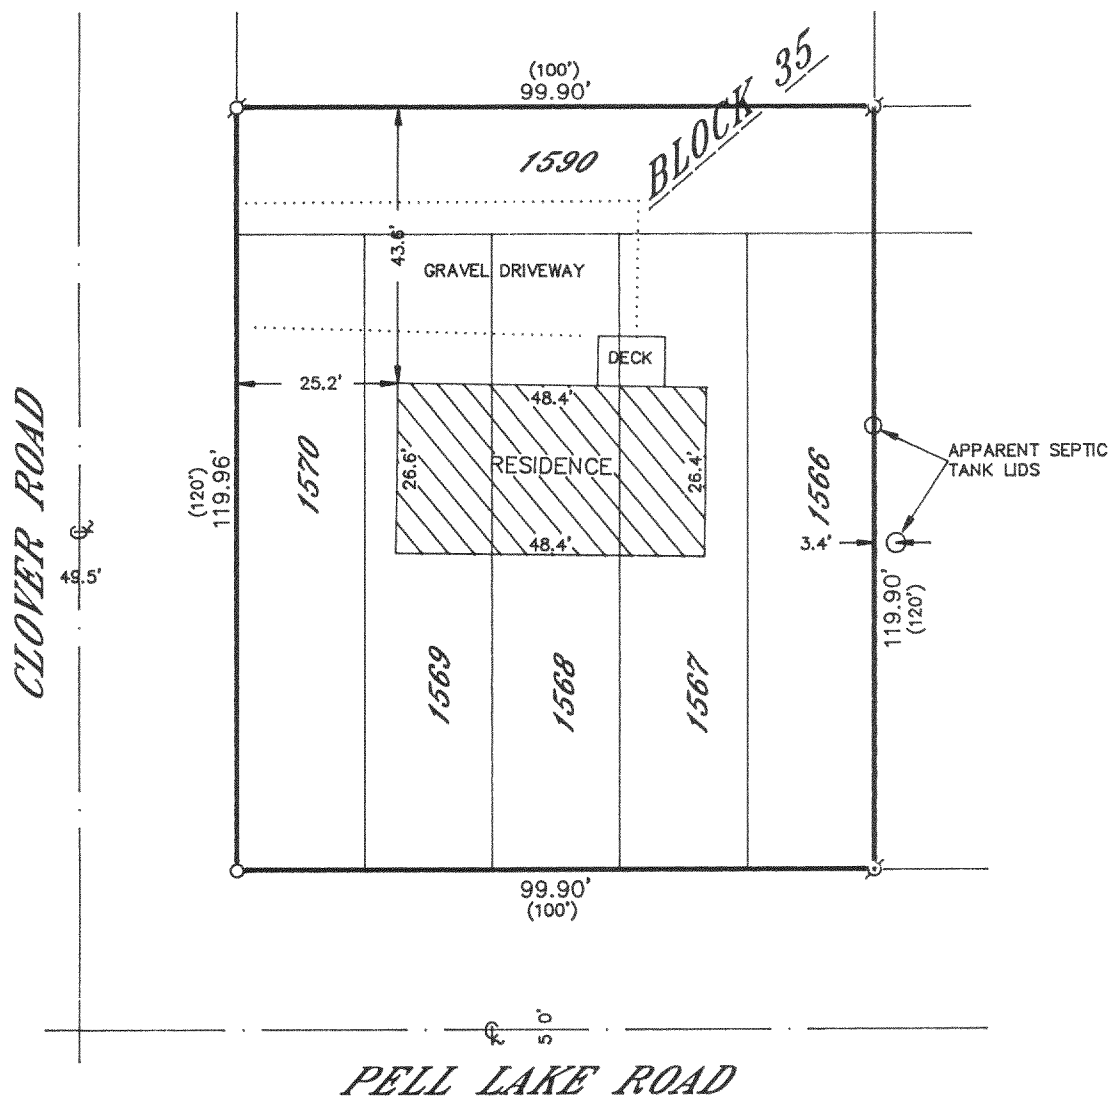 (100')
99.90'
BLOCK 35
1590
43.6'
GRAVEL DRIVEWAY
DECK
25.2'
48.4'
1570
26.6'
RESIDENCE
26.4'
1566
APPARENT SEPTIC
TANK LIDS
CLOVER ROAD
(120')
119.96'
48.4'
3.4'
49.5'
119.90'
(120')
1569
1568
1567
99.90'
(100')
PELL LAKE ROAD